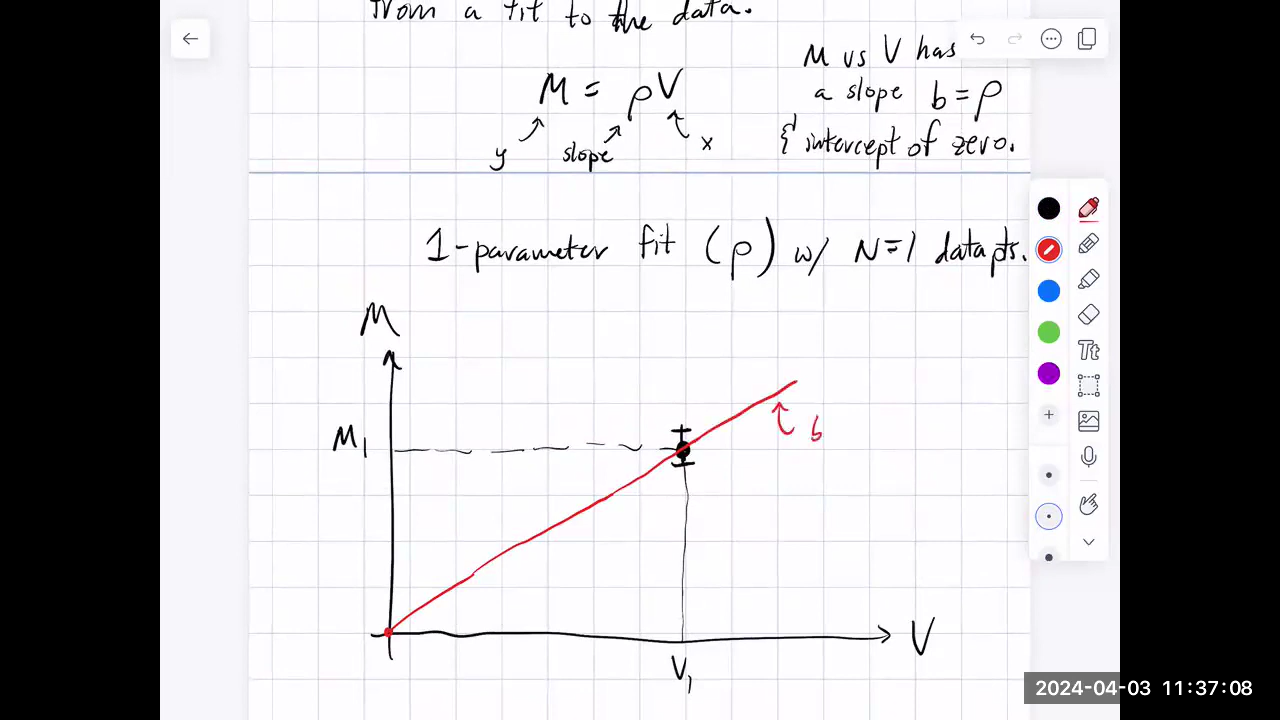 from a fit to the data.
M = ρV
y
slope
x
M vs V has
a slope b = ρ
& intercept of zero.
1-parameter fit (ρ) w/ N=1 data pts.
M
M₁
b
V
V₁
Tt
2024-04-03 11:37:08